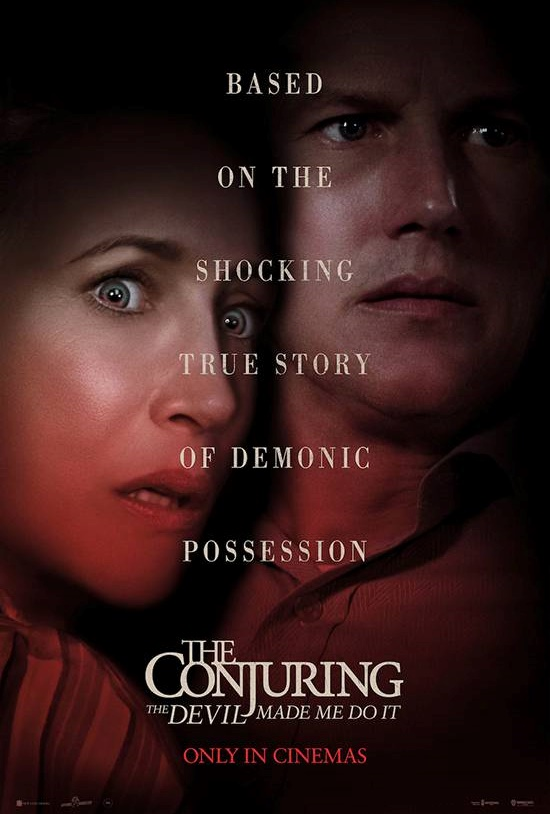 BASED
ON THE
SHOCKING
TRUE STORY
OF DEMONIC
POSSESSION
THE
CONJURING
THE DEVIL MADE ME DO IT
ONLY IN CINEMAS